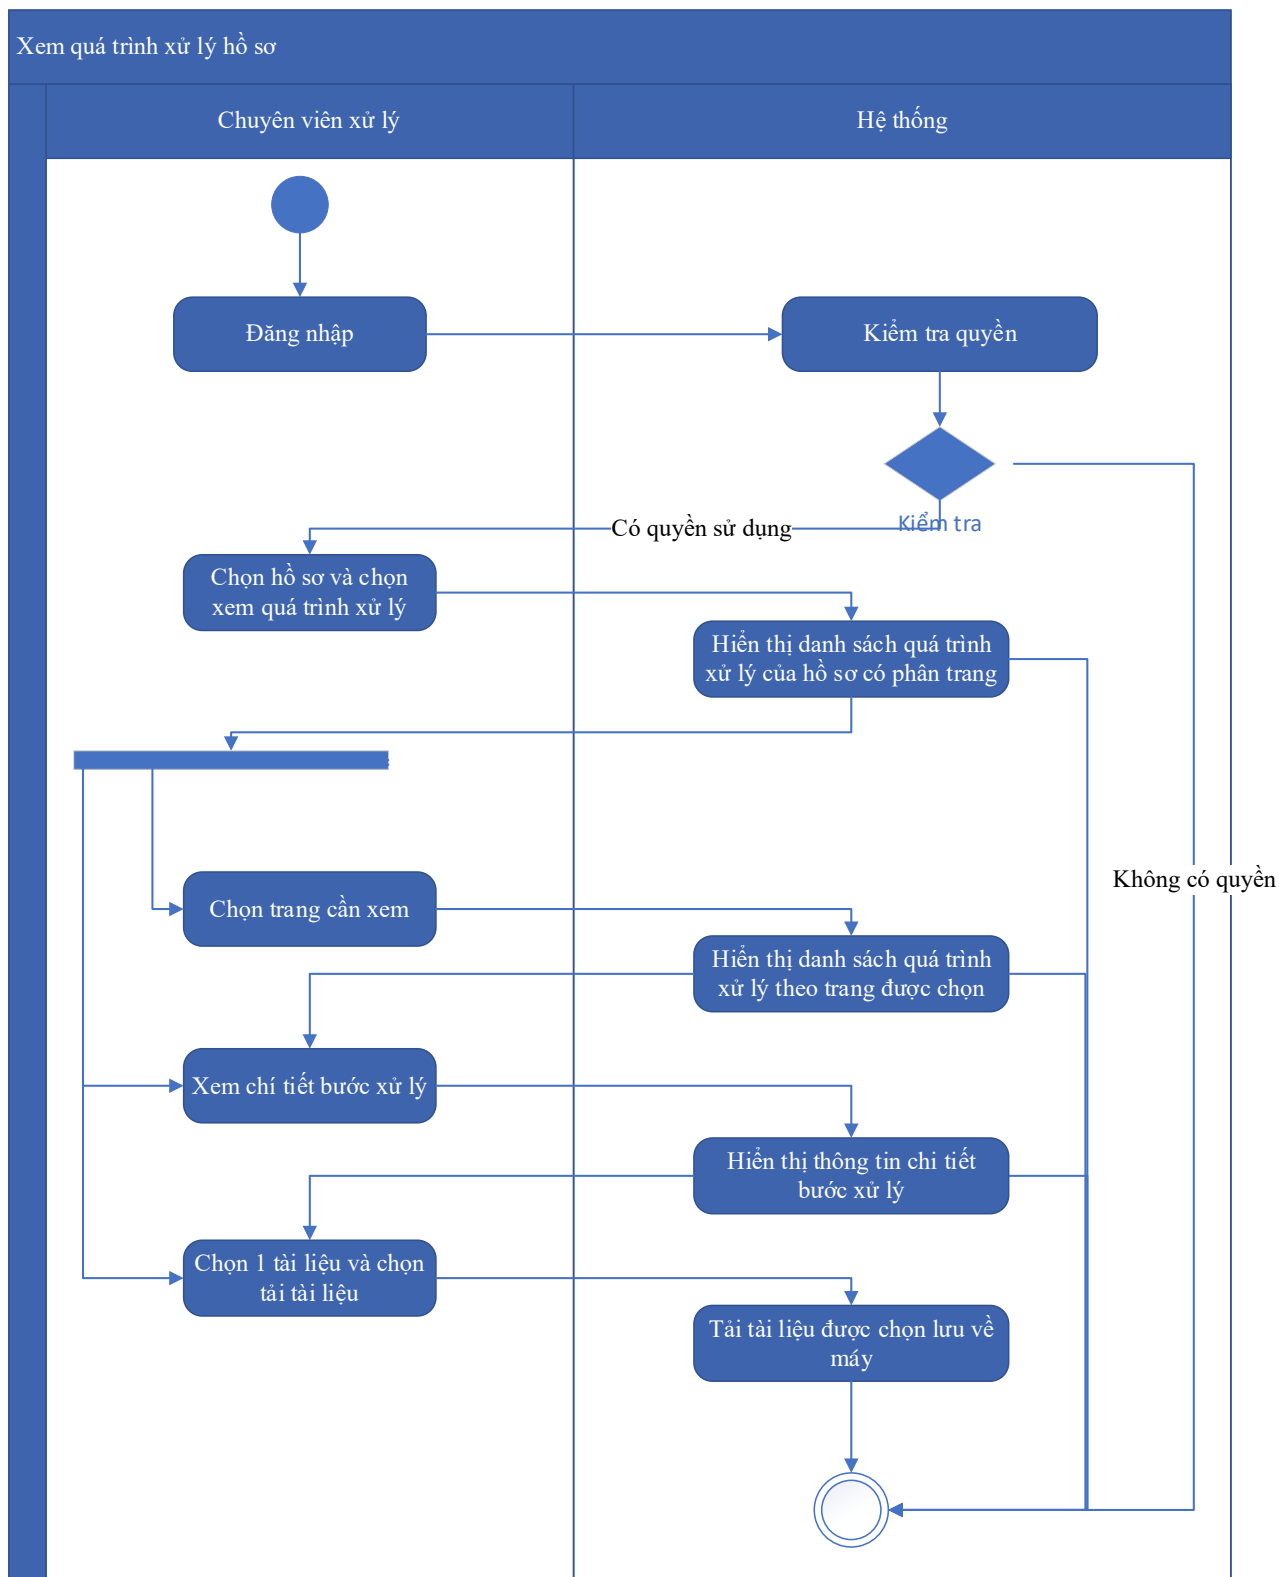 Xem quá trình xử lý hồ sơ
Chuyên viên xử lý
Hệ thống
Đăng nhập
Kiểm tra quyền
Kiểm tra
Có quyền sử dụng
Chọn hồ sơ và chọn
xem quá trình xử lý
Hiển thị danh sách quá trình
xử lý của hồ sơ có phân trang
Không có quyền
Chọn trang cần xem
Hiển thị danh sách quá trình
xử lý theo trang được chọn
Xem chí tiết bước xử lý
Hiển thị thông tin chi tiết
bước xử lý
Chọn 1 tài liệu và chọn
tải tài liệu
Tải tài liệu được chọn lưu về
máy